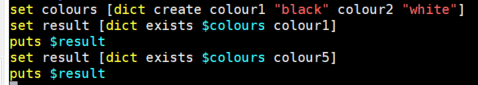 set colours [dict create colour1 "black" colour2 "white"]
set result [dict exists $colours colour1]
puts $result
set result [dict exists $colours colour5]
puts $result